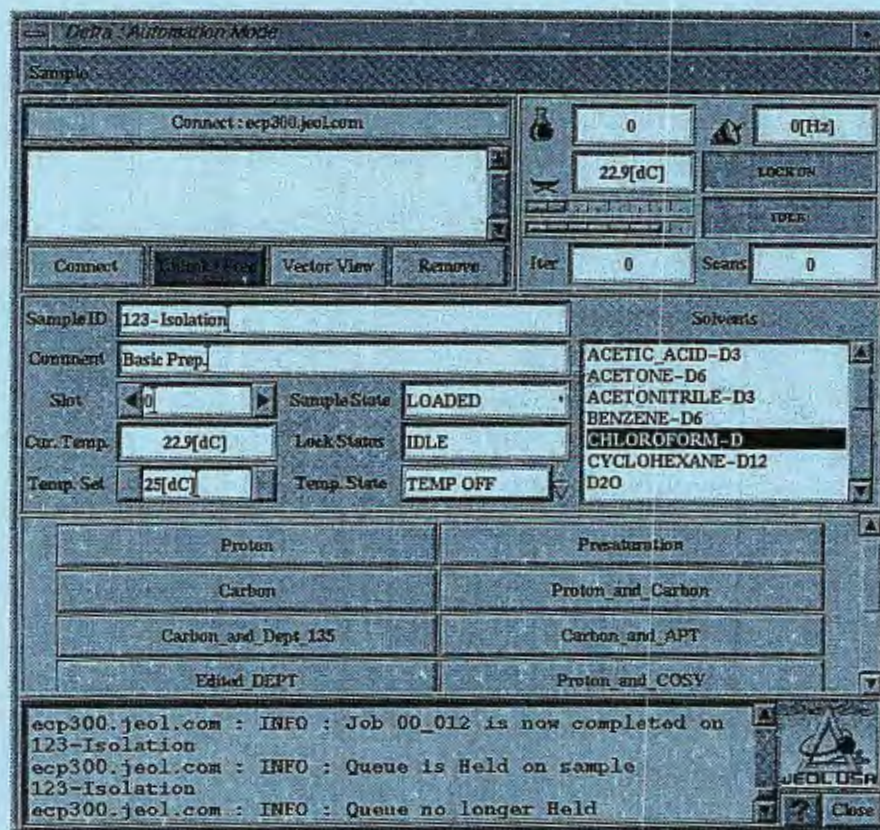 Delta : Automation Mode
Sample
Connect : ecp300.jeol.com
0
0[Hz]
22.9[dC]
LOCK ON
IDLE
Connect
Vector View
Remove
Iter
0
Scans
0
Sample ID
123-Isolation
Solvents
Comment
Basic Prep.
Slot
0
Sample State
LOADED
Cur. Temp.
22.9[dC]
Lock Status
IDLE
Temp. Set
25[dC]
Temp. State
TEMP OFF
ACETIC_ACID-D3
ACETONE-D6
ACETONITRILE-D3
BENZENE-D6
CHLOROFORM-D
CYCLOHEXANE-D12
D2O
Proton
Presaturation
Carbon
Proton_and_Carbon
Carbon_and_Dept_135
Carbon_and_APT
Edited DEPT
Proton_and_COSY
ecp300.jeol.com : INFO : Job 00_012 is now completed on
123-Isolation
ecp300.jeol.com : INFO : Queue is Held on sample
123-Isolation
ecp300.jeol.com : INFO : Queue no longer Held
JEOL USA
?
Close